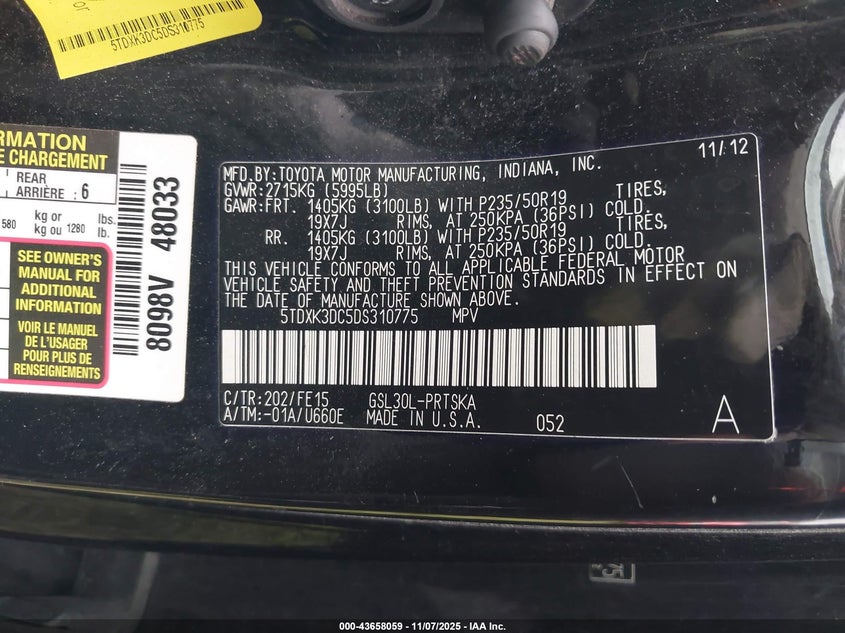 5TDXK3DC5DS310775
RMATION
E CHARGEMENT
REAR
ARRIÈRE : 6
580 kg or
kg ou 1280 lbs.
lb.
SEE OWNER'S
MANUAL FOR
ADDITIONAL
INFORMATION
VOIR LE MANUEL
POUR PLUS DE
RENSEIGNEMENTS
8098V 48033
11/12
MFD.BY:TOYOTA MOTOR MANUFACTURING, INDIANA, INC.
GVWR:2715KG (5995LB)
GAWR:FRT. 1405KG (3100LB) WITH P235/50R19 TIRES,
19X7J RIMS, AT 250KPA (36PSI) COLD.
RR. 1405KG (3100LB) WITH P235/50R19 TIRES,
19X7J RIMS, AT 250KPA (36PSI) COLD.
THIS VEHICLE CONFORMS TO ALL APPLICABLE FEDERAL MOTOR
VEHICLE SAFETY AND THEFT PREVENTION STANDARDS IN EFFECT ON
THE DATE OF MANUFACTURE SHOWN ABOVE.
5TDXK3DC5DS310775 MPV
C/TR:202/FE15 GSL30L-PRTSKA
A/TM:-01A/U660E MADE IN U.S.A. 052 A
000-43658059 — 11/07/2025 — IAA Inc.